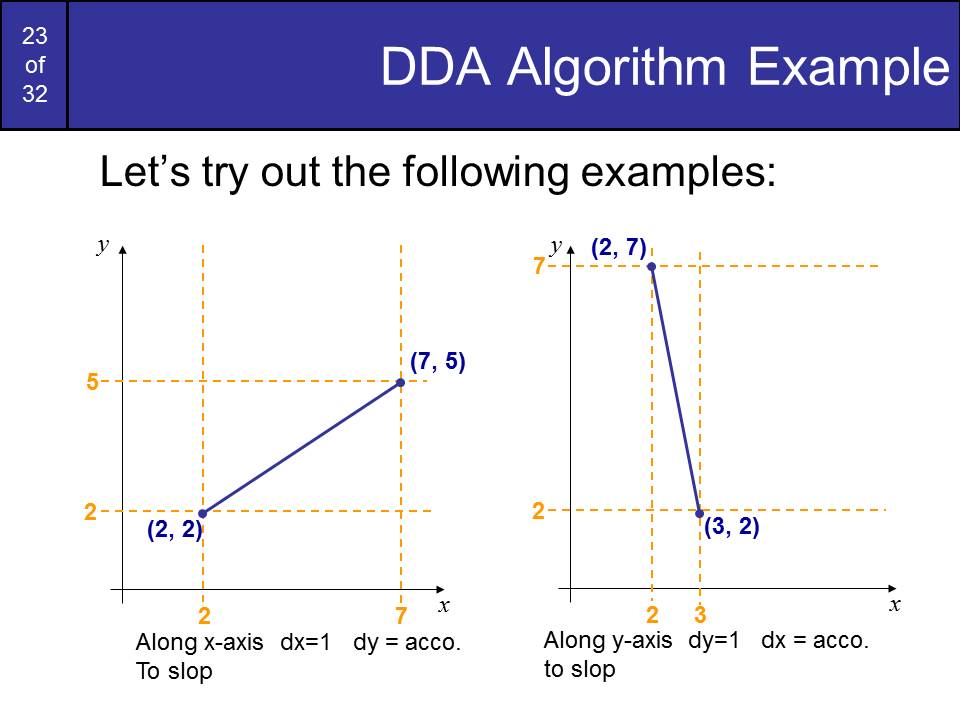 23
of
32
DDA Algorithm Example
Let’s try out the following examples:
y
(7, 5)
5
2
(2, 2)
2 7
x
Along x-axis dx=1 dy = acco.
To slop
y
(2, 7)
7
2
(3, 2)
2 3
x
Along y-axis dy=1 dx = acco.
to slop